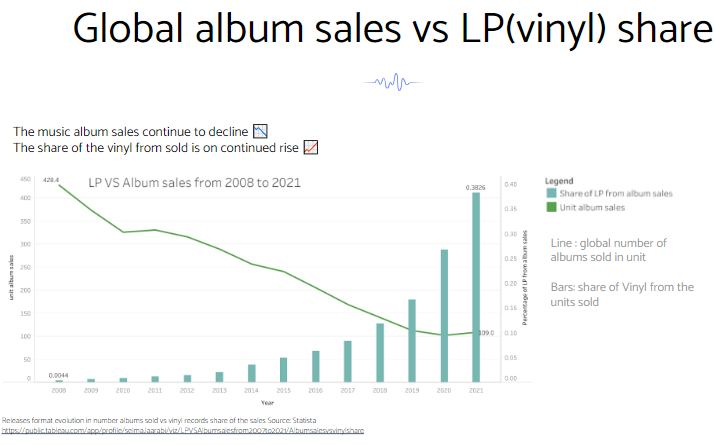 Global album sales vs LP(vinyl) share
The music album sales continue to decline
The share of the vinyl from sold is on continued rise
LP VS Album sales from 2008 to 2021
450
400
350
300
250
200
150
100
50
0
unit album sales
428.4
0.0044
0.3826
109.0
0.40
0.35
0.30
0.25
0.20
0.15
0.10
0.05
0.00
Percentage of LP from album sales
2008 2009 2010 2011 2012 2013 2014 2015 2016 2017 2018 2019 2020 2021
Year
Legend
Share of LP from album sales
Unit album sales
Line : global number of
albums sold in unit
Bars: share of Vinyl from the
units sold
Releases format evolution in number albums sold vs vinyl records share of the sales Source: Statista
https://public.tableau.com/app/profile/selma/aarabi/viz/LPVSAlbumsalesfrom2007to2021/Albumsalesvsvinylshare